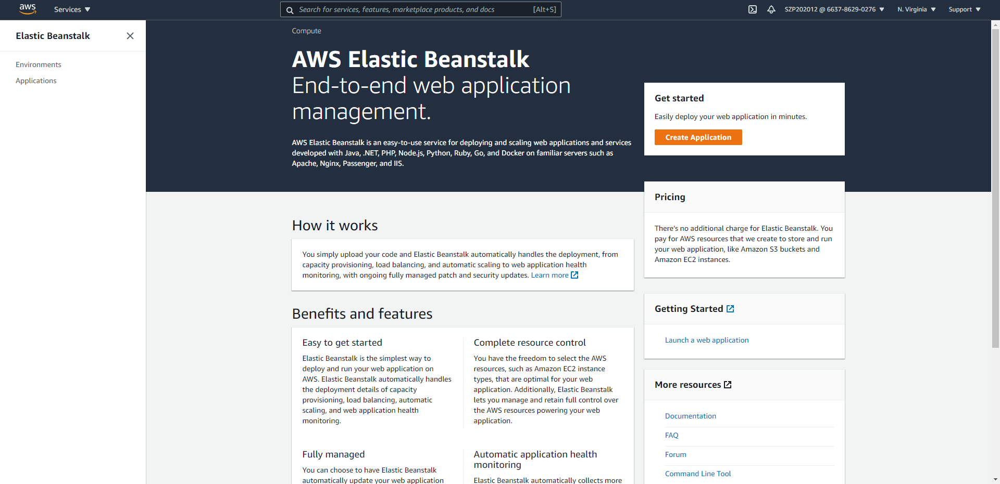 aws
Services
Search for services, features, marketplace products, and docs
[Alt+S]
SZP202012 @ 6637-8629-0276
N. Virginia
Support
Elastic Beanstalk
Environments
Applications
Compute
AWS Elastic Beanstalk
End-to-end web application
management.
AWS Elastic Beanstalk is an easy-to-use service for deploying and scaling web applications and services
developed with Java, .NET, PHP, Node.js, Python, Ruby, Go, and Docker on familiar servers such as
Apache, Nginx, Passenger, and IIS.
Get started
Easily deploy your web application in minutes.
Create Application
How it works
You simply upload your code and Elastic Beanstalk automatically handles the deployment, from
capacity provisioning, load balancing, and automatic scaling to web application health
monitoring, with ongoing fully managed patch and security updates. Learn more
Benefits and features
Easy to get started
Elastic Beanstalk is the simplest way to
deploy and run your web application on
AWS. Elastic Beanstalk automatically handles
the deployment details of capacity
provisioning, load balancing, automatic
scaling, and web application health
monitoring.
Complete resource control
You have the freedom to select the AWS
resources, such as Amazon EC2 instance
types, that are optimal for your web
application. Additionally, Elastic Beanstalk
lets you manage and retain full control over
the AWS resources powering your web
application.
Fully managed
You can choose to have Elastic Beanstalk
automatically update your web application
Automatic application health
monitoring
Elastic Beanstalk automatically collects more
Pricing
There's no additional charge for Elastic Beanstalk. You
pay for AWS resources that we create to store and run
your web application, like Amazon S3 buckets and
Amazon EC2 instances.
Getting Started
Launch a web application
More resources
Documentation
FAQ
Forum
Command Line Tool